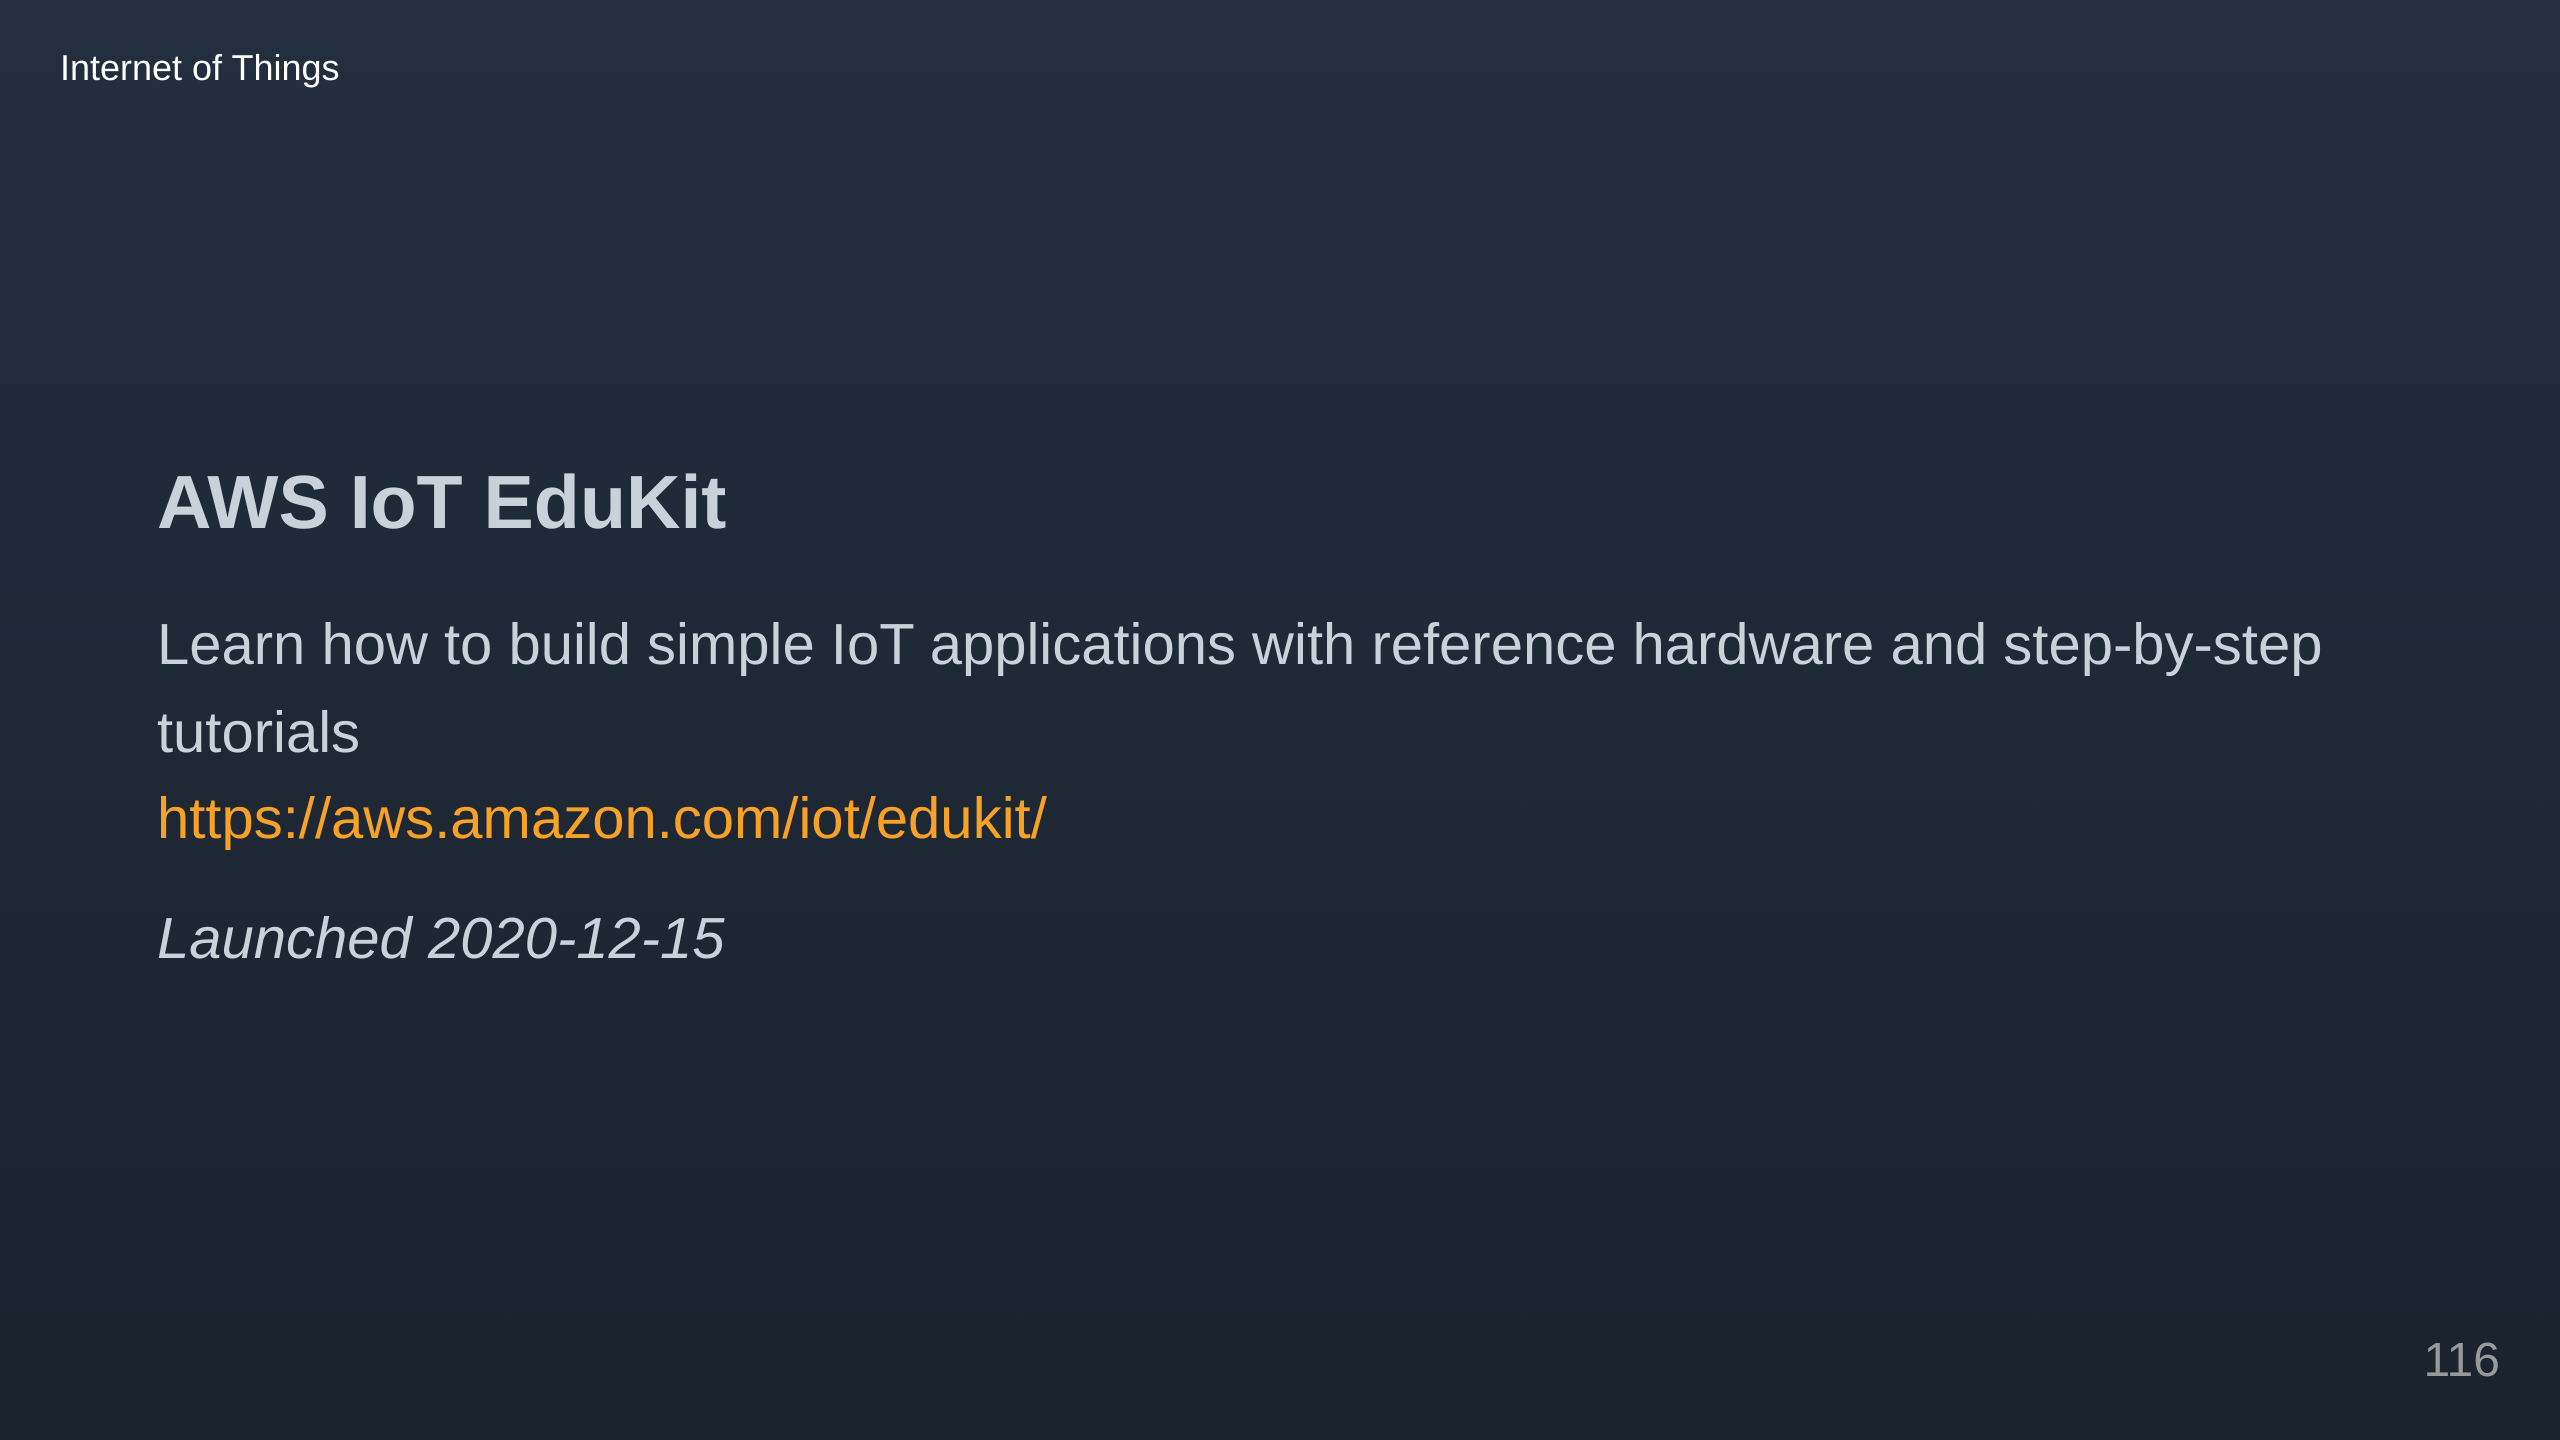 Internet of Things
AWS IoT EduKit
Learn how to build simple IoT applications with reference hardware and step-by-step
tutorials
https://aws.amazon.com/iot/edukit/
Launched 2020-12-15
116